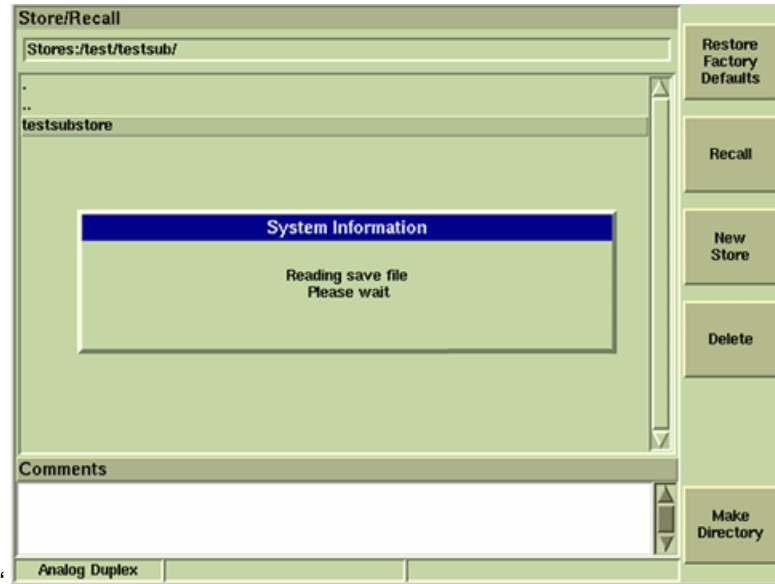 Store/Recall
Stores:/test/testsub/
.
..
testsubstore
System Information
Reading save file
Please wait
Comments
Analog Duplex
Restore
Factory
Defaults
Recall
New
Store
Delete
Make
Directory